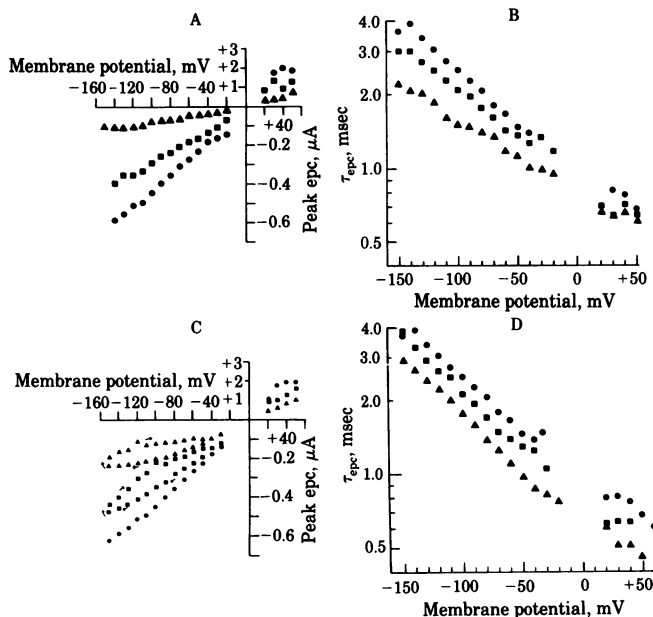 A
+3
+2
+1
Membrane potential, mV
−160 −120 −80 −40
+40
−0.2
−0.4
−0.6
Peak epc, μA
B
4.0
3.0
2.0
1.0
0.5
τepc, msec
−150 −100 −50 0 +50
Membrane potential, mV
C
+3
+2
+1
Membrane potential, mV
−160 −120 −80 −40
+40
−0.2
−0.4
−0.6
Peak epc, μA
D
4.0
3.0
2.0
1.0
0.5
τepc, msec
−150 −100 −50 0 +50
Membrane potential, mV